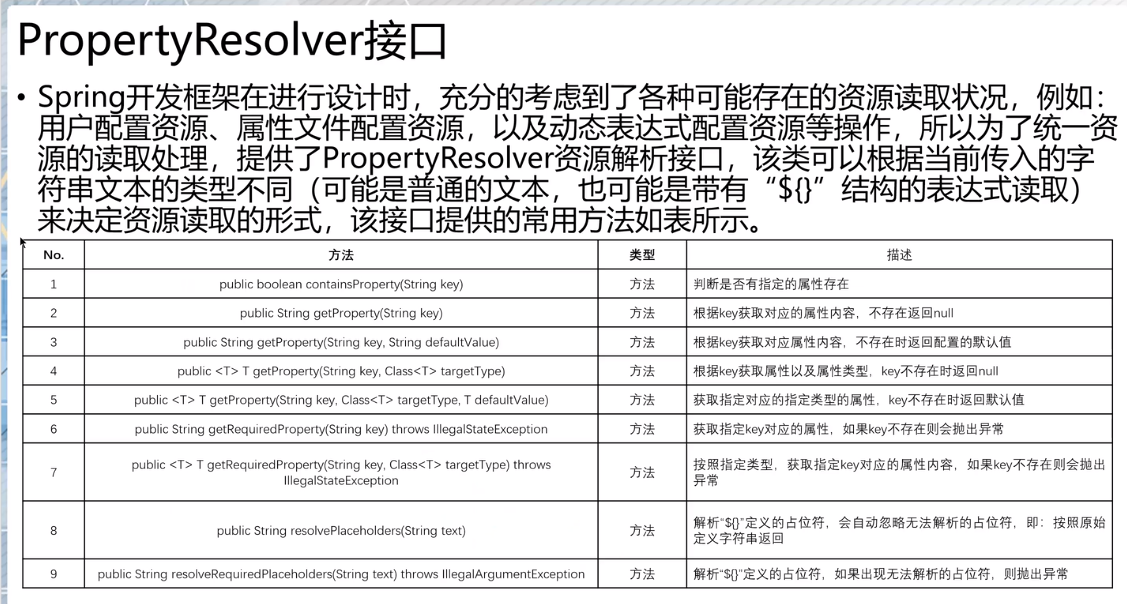 PropertyResolver接口
• Spring开发框架在进行设计时，充分的考虑到了各种可能存在的资源读取状况，例如：
用户配置资源、属性文件配置资源，以及动态表达式配置资源等操作，所以为了统一资
源的读取处理，提供了PropertyResolver资源解析接口，该类可以根据当前传入的字
符串文本的类型不同（可能是普通的文本，也可能是带有“${}”结构的表达式读取）
来决定资源读取的形式，该接口提供的常用方法如表所示。
No. 方法 类型 描述
1 public boolean containsProperty(String key) 方法 判断是否有指定的属性存在
2 public String getProperty(String key) 方法 根据key获取对应的属性内容，不存在返回null
3 public String getProperty(String key, String defaultValue) 方法 根据key获取对应属性内容，不存在时返回配置的默认值
4 public <T> T getProperty(String key, Class<T> targetType) 方法 根据key获取属性以及属性类型，key不存在时返回null
5 public <T> T getProperty(String key, Class<T> targetType, T defaultValue) 方法 获取指定对应的指定类型的属性，key不存在时返回默认值
6 public String getRequiredProperty(String key) throws IllegalStateException 方法 获取指定key对应的属性，如果key不存在则会抛出异常
7 public <T> T getRequiredProperty(String key, Class<T> targetType) throws
IllegalStateException 方法 按照指定类型，获取指定key对应的属性内容，如果key不存在则会抛出
异常
8 public String resolvePlaceholders(String text) 方法 解析“${}”定义的占位符，会自动忽略无法解析的占位符，即：按照原始
定义字符串返回
9 public String resolveRequiredPlaceholders(String text) throws IllegalArgumentException 方法 解析“${}”定义的占位符，如果出现无法解析的占位符，则抛出异常